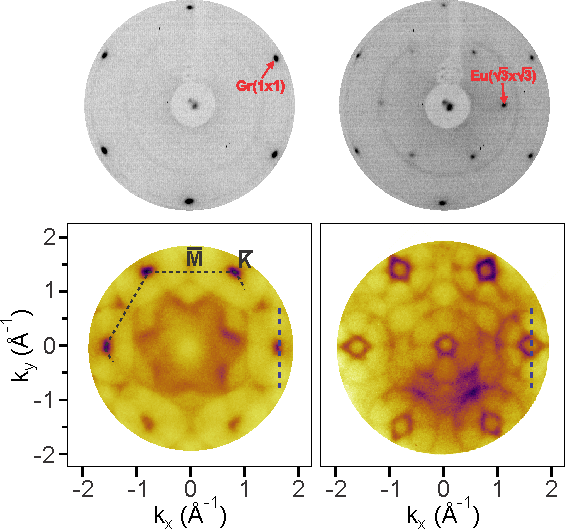 Gr(1x1)
Eu(√3x√3)
M̅
K̅
2
1
0
-1
-2
k_y (Å⁻¹)
-2 -1 0 1 2
-2 -1 0 1 2
k_x (Å⁻¹)
k_x (Å⁻¹)